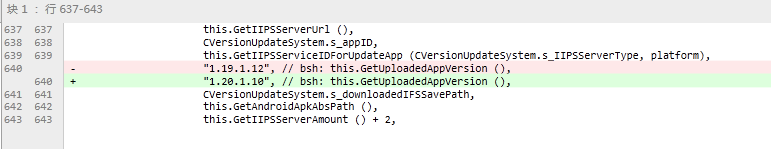 块 1 : 行 637-643
637 637 this.GetIIPSServerUrl (),
638 638 CVersionUpdateSystem.s_appID,
639 639 this.GetIIPSServiceIDForUpdateApp (CVersionUpdateSystem.s_IIPSServerType, platform),
640 - "1.19.1.12", // bsh: this.GetUploadedAppVersion (),
640 + "1.20.1.10", // bsh: this.GetUploadedAppVersion (),
641 641 CVersionUpdateSystem.s_downloadedIFSSavePath,
642 642 this.GetAndroidApkAbsPath (),
643 643 this.GetIIPSServerAmount () + 2,